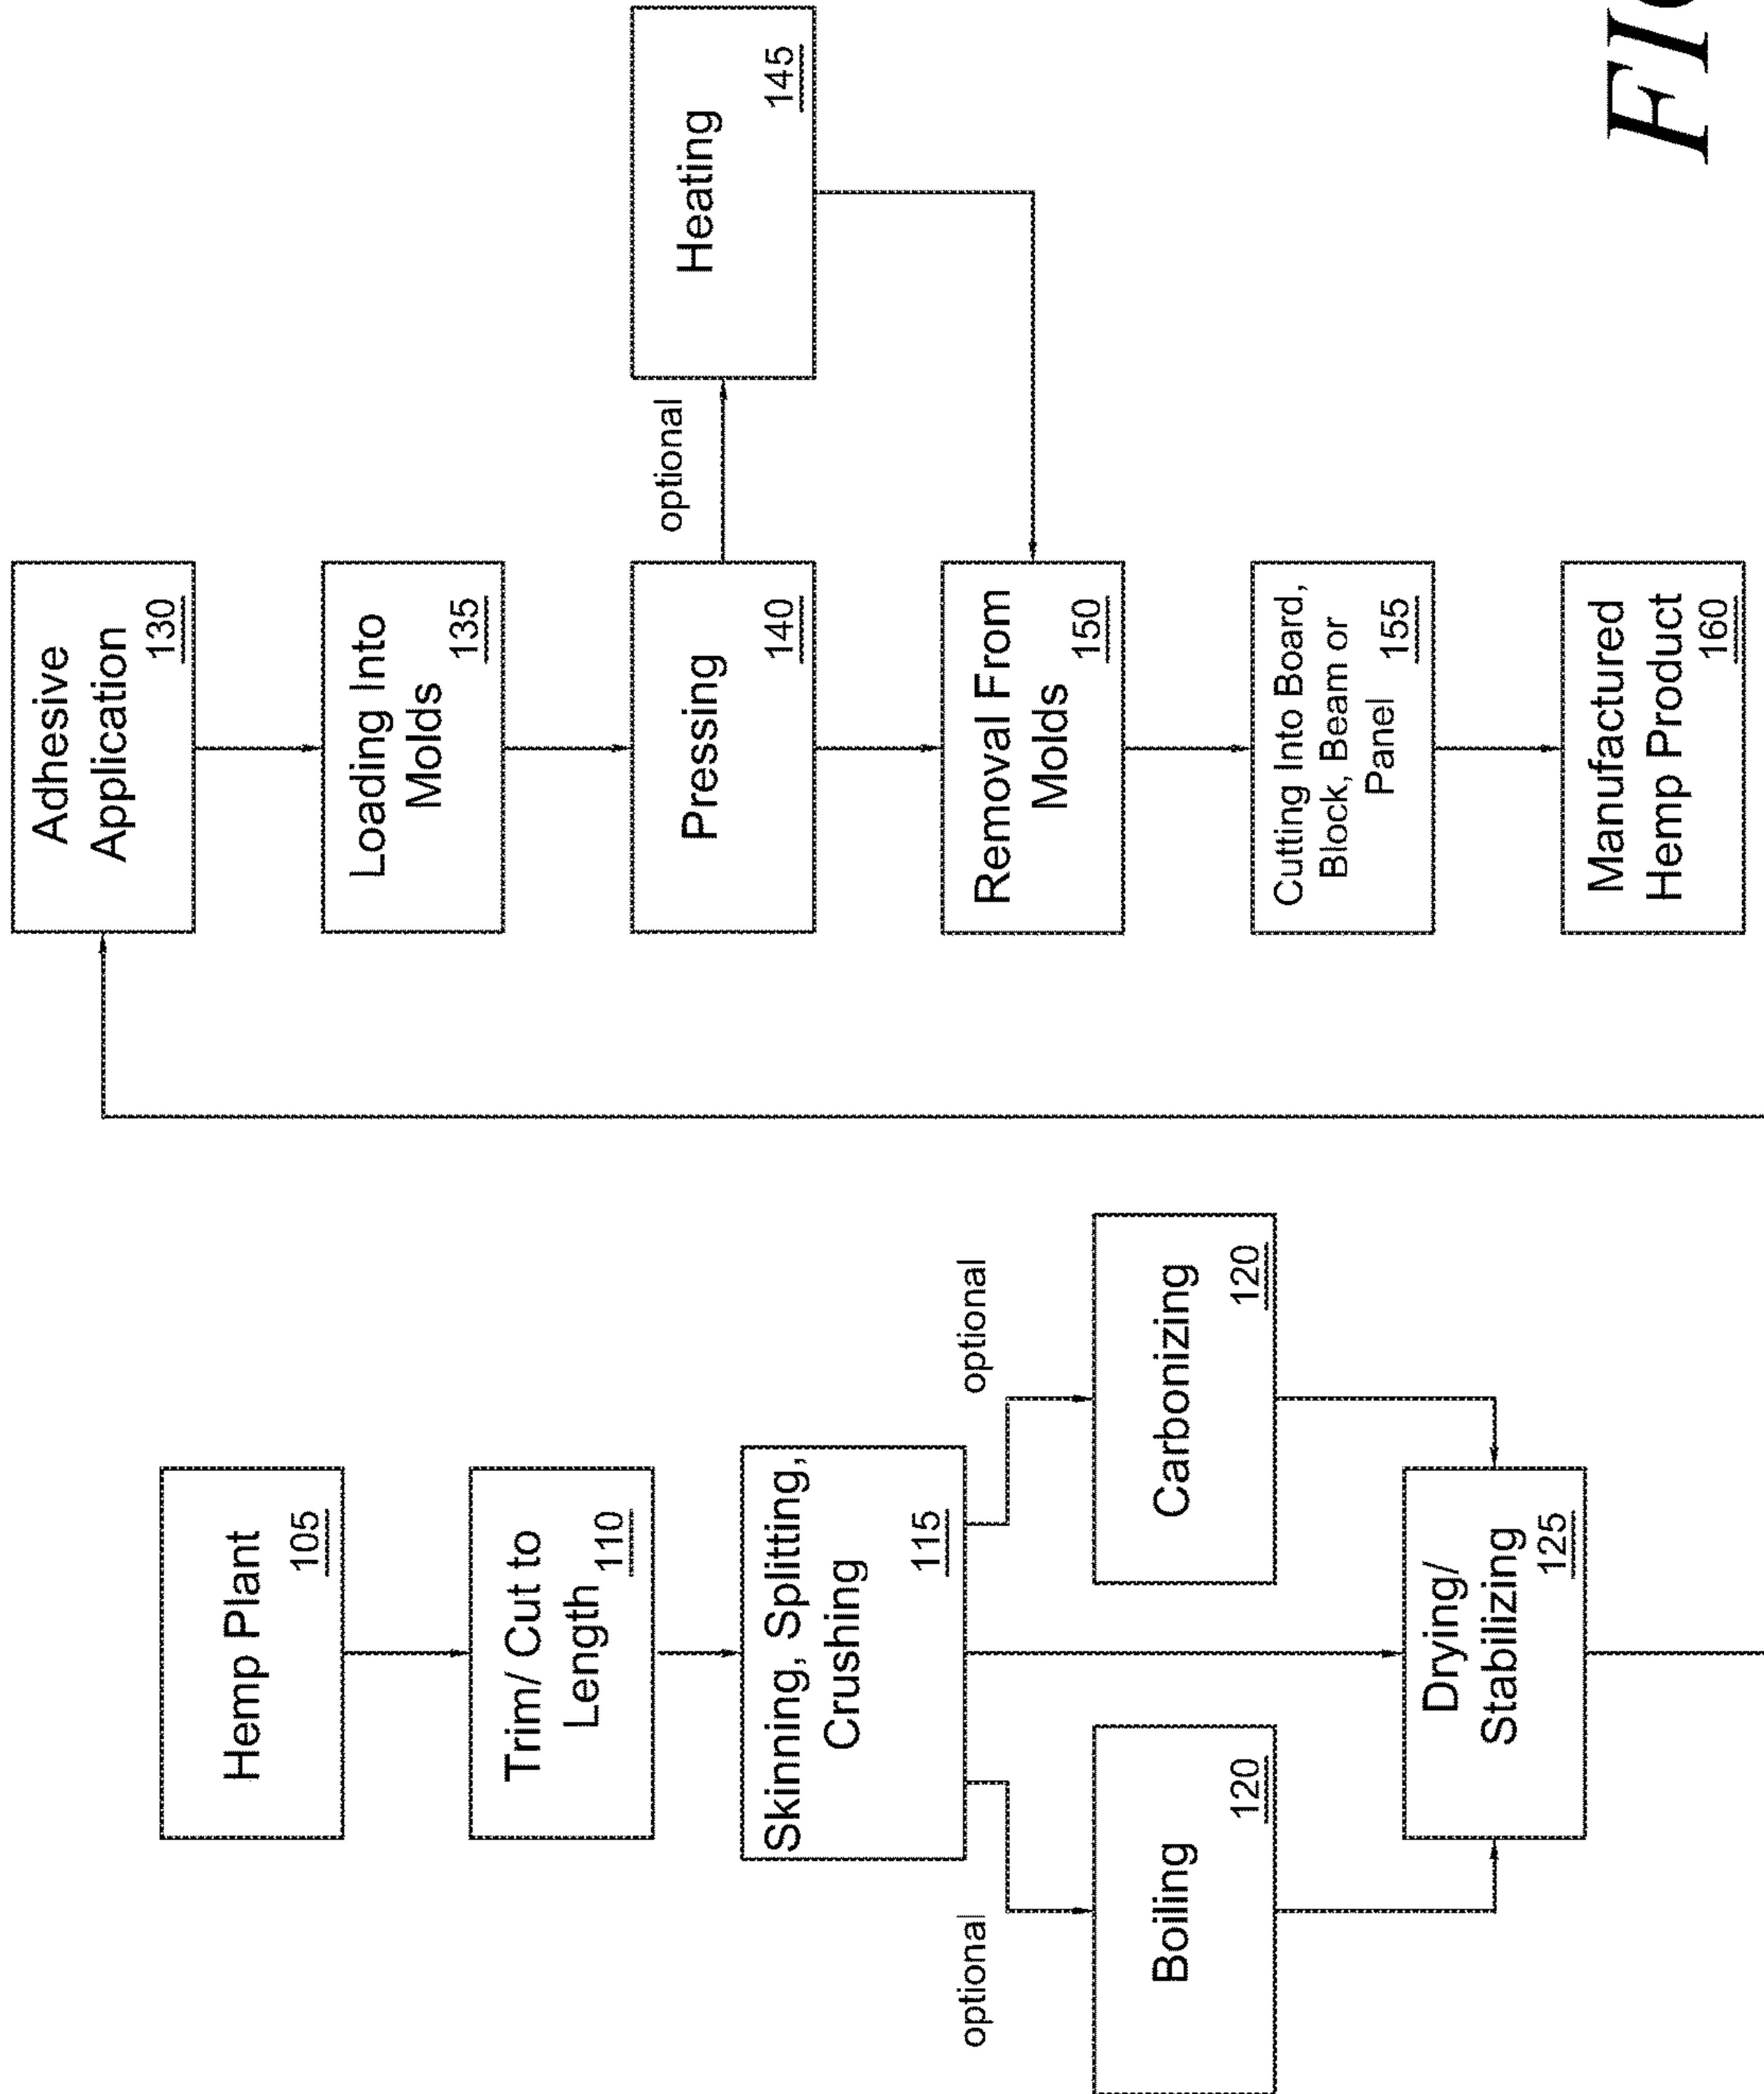 Hemp Plant
105
Trim/ Cut to
Length
110
Skinning, Splitting,
Crushing
115
optional
optional
Boiling
120
Carbonizing
120
Drying/
Stabilizing
125
Adhesive
Application
130
Loading Into
Molds
135
Pressing
140
optional
Heating
145
Removal From
Molds
150
Cutting Into Board,
Block, Beam or
Panel
155
Manufactured
Hemp Product
160